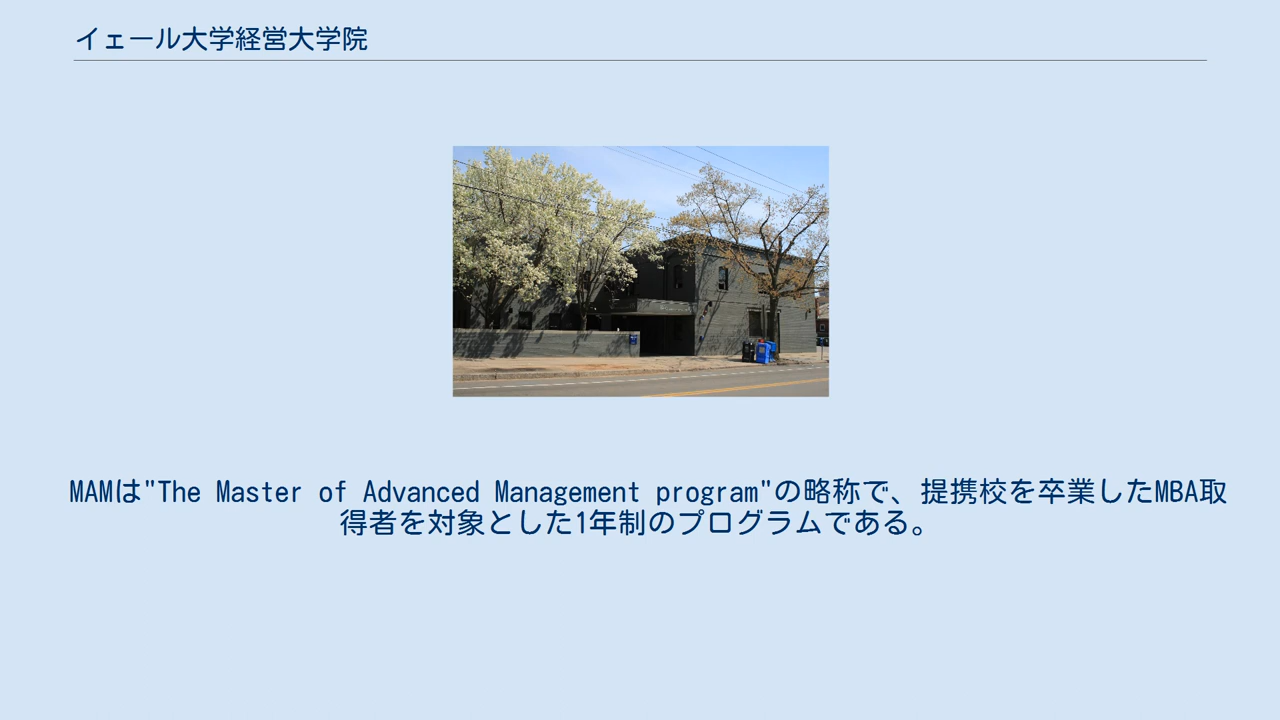 イェール大学経営大学院
MAMは"The Master of Advanced Management program"の略称で、提携校を卒業したMBA取
得者を対象とした1年制のプログラムである。